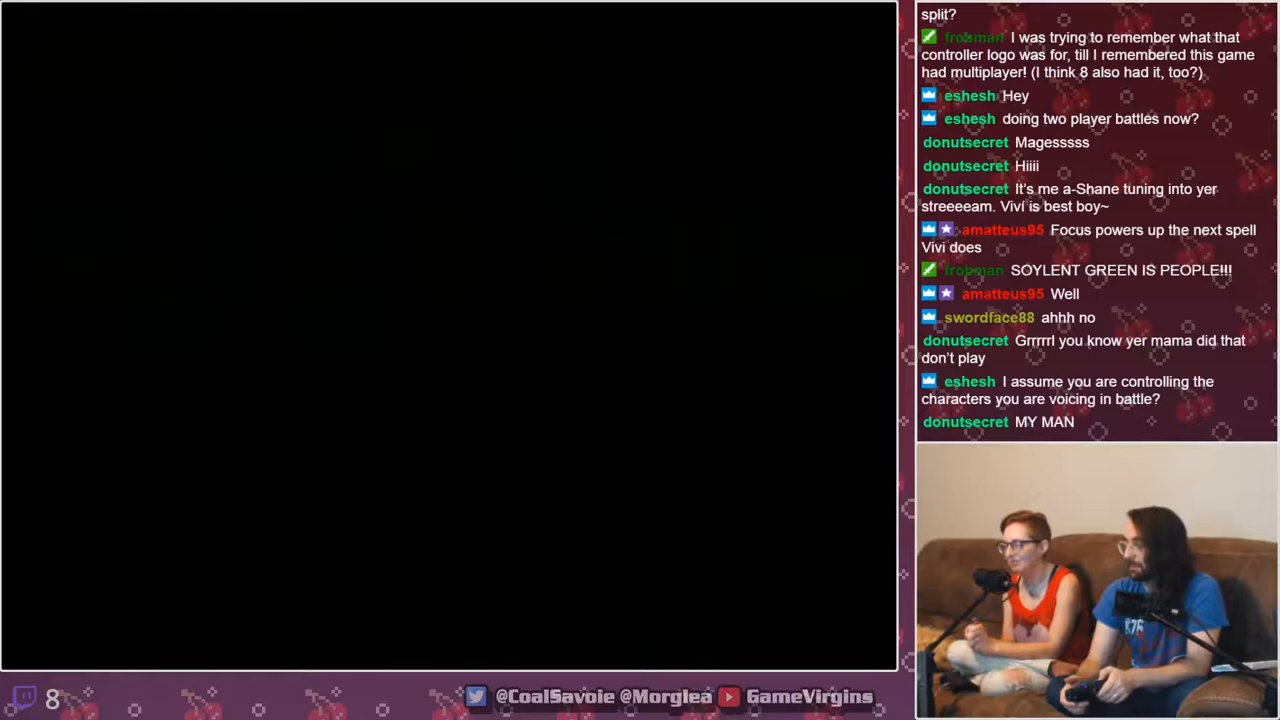 split?
frobman I was trying to remember what that
controller logo was for, till I remembered this game
had multiplayer! (I think 8 also had it, too?)
eshesh Hey
eshesh doing two player battles now?
donutsecret Magesssss
donutsecret Hiiii
donutsecret It's me a-Shane tuning into yer
streeeeam. Vivi is best boy~
amatteus95 Focus powers up the next spell
Vivi does
frobman SOYLENT GREEN IS PEOPLE!!!
amatteus95 Well
swordface88 ahhh no
donutsecret Grrrrrl you know yer mama did that
don't play
eshesh I assume you are controlling the
characters you are voicing in battle?
donutsecret MY MAN
8
@CoalSavoie @Morglea GameVirgins